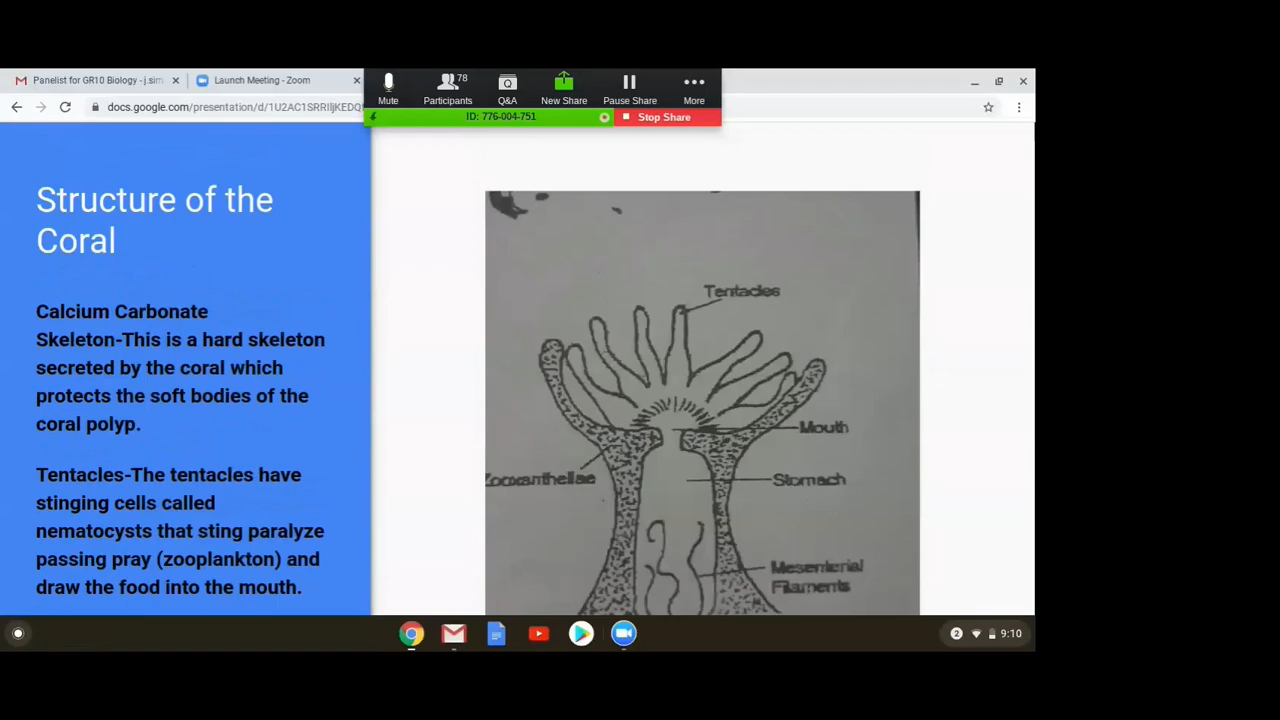 Panelist for GR10 Biology - j.sim
Launch Meeting - Zoom
Mute
78
Participants
Q&A
New Share
Pause Share
More
docs.google.com/presentation/d/1U2AC1SRRIljKEDQ
ID: 776-004-751
Stop Share
Structure of the
Coral
Calcium Carbonate
Skeleton-This is a hard skeleton
secreted by the coral which
protects the soft bodies of the
coral polyp.
Tentacles-The tentacles have
stinging cells called
nematocysts that sting paralyze
passing pray (zooplankton) and
draw the food into the mouth.
Tentacles
Mouth
Zooxanthellae
Stomach
Mesenterial
Filaments
2
9:10